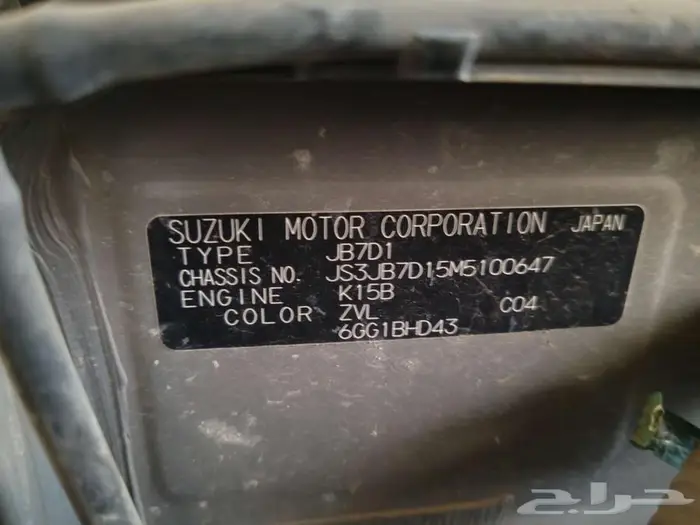 SUZUKI MOTOR CORPORATION JAPAN
TYPE JB7D1
CHASSIS NO. JS3JB7D15M5100647
ENGINE K15B
COLOR ZVL C04
6GG1BHD43
حراج